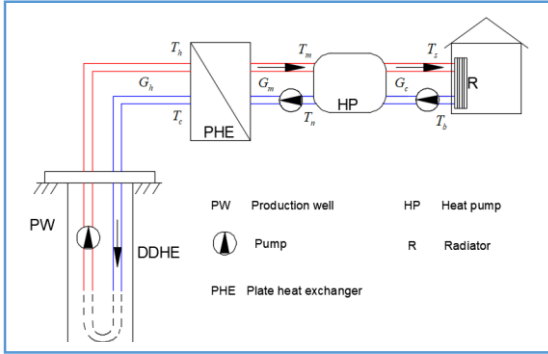 T_h T_m T_z
R
G_h G_m G_c
T_c PHE T_n HP T_b
PW
DDHE
PW Production well HP Heat pump
Pump R Radiator
PHE Plate heat exchanger